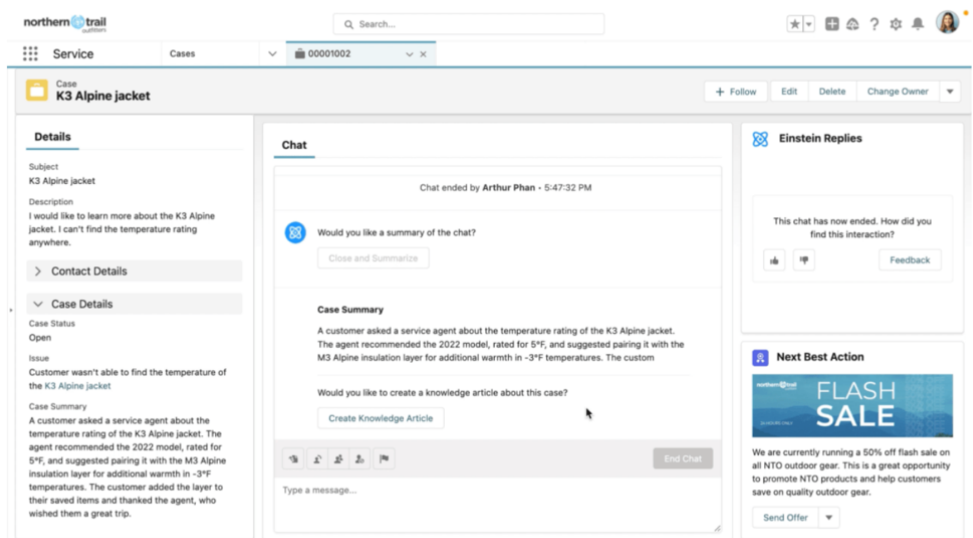 northern trail
outfitters
Search...
Service
Cases
00001002
Case
K3 Alpine jacket
+ Follow
Edit
Delete
Change Owner
Details
Subject
K3 Alpine jacket
Description
I would like to learn more about the K3 Alpine
jacket. I can't find the temperature rating
anywhere.
Contact Details
Case Details
Case Status
Open
Issue
Customer wasn't able to find the temperature of
the K3 Alpine jacket
Case Summary
A customer asked a service agent about the
temperature rating of the K3 Alpine jacket. The
agent recommended the 2022 model, rated for
5°F, and suggested pairing it with the M3 Alpine
insulation layer for additional warmth in -3°F
temperatures. The customer added the layer to
their saved items and thanked the agent, who
wished them a great trip.
Chat
Chat ended by Arthur Phan • 5:47:32 PM
Would you like a summary of the chat?
Close and Summarize
Case Summary
A customer asked a service agent about the temperature rating of the K3 Alpine jacket.
The agent recommended the 2022 model, rated for 5°F, and suggested pairing it with the
M3 Alpine insulation layer for additional warmth in -3°F temperatures. The custom
Would you like to create a knowledge article about this case?
Create Knowledge Article
End Chat
Type a message...
Einstein Replies
This chat has now ended. How did you
find this interaction?
Feedback
Next Best Action
northern trail
FLASH
SALE
We are currently running a 50% off flash sale on
all NTO outdoor gear. This is a great opportunity
to promote NTO products and help customers
save on quality outdoor gear.
Send Offer